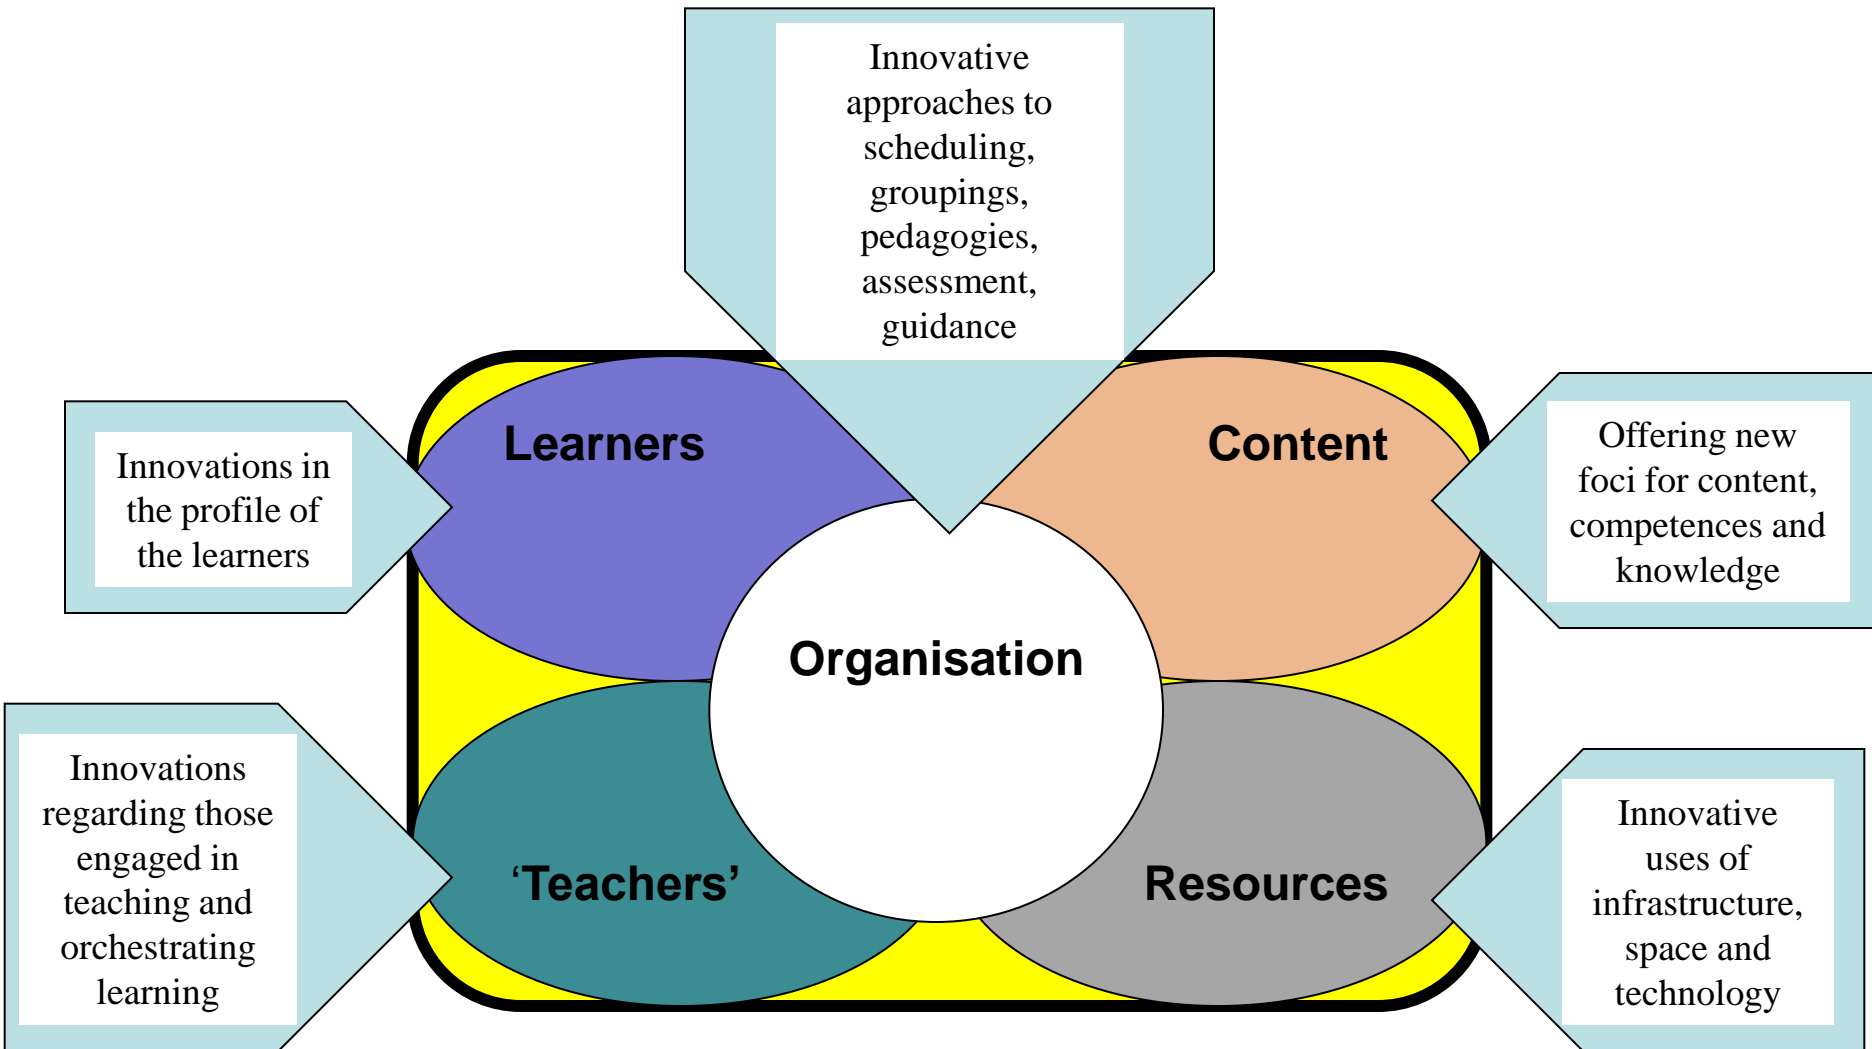 Innovative
approaches to
scheduling,
groupings,
pedagogies,
assessment,
guidance
Learners
Content
Innovations in
the profile of
the learners
Offering new
foci for content,
competences and
knowledge
Organisation
Innovations
regarding those
engaged in
teaching and
orchestrating
learning
‘Teachers’
Resources
Innovative
uses of
infrastructure,
space and
technology